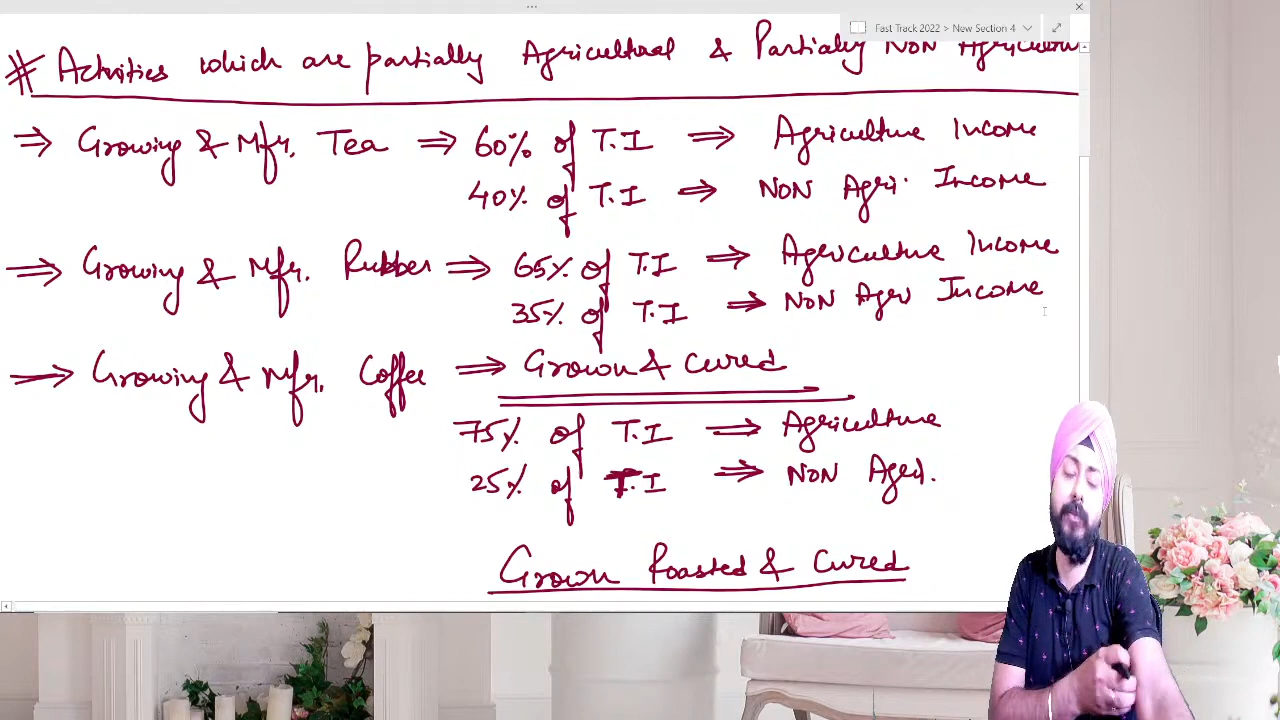 Fast Track 2022 > New Section 4
# Activities which are partially Agricultural & Partially Non
⇒ Growing & Mfr. Tea ⇒ 60% of T.I ⇒ Agriculture Income
40% of T.I ⇒ NON Agri. Income
⇒ Growing & Mfr. Rubber ⇒ 65% of T.I ⇒ Agriculture Income
35% of T.I ⇒ NON Agri Income
⇒ Growing & Mfr. Coffee ⇒ Grown & Cured
75% of T.I ⇒ Agriculture
25% of T.I ⇒ NON Agri.
Grown Roasted & Cured